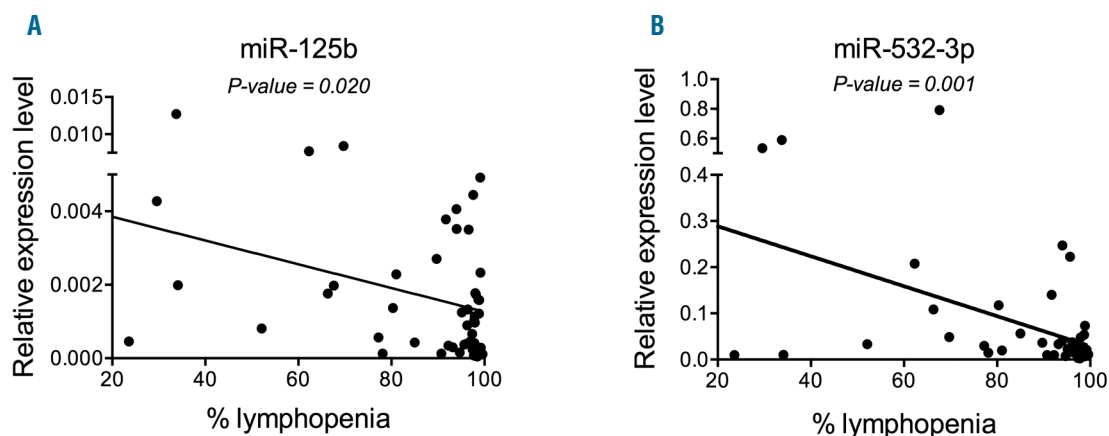 A
miR-125b
P-value = 0.020
Relative expression level
0.015
0.010
0.004
0.002
0.000
20 40 60 80 100
% lymphopenia
B
miR-532-3p
P-value = 0.001
Relative expression level
1.0
0.8
0.6
0.4
0.3
0.2
0.1
0.0
20 40 60 80 100
% lymphopenia